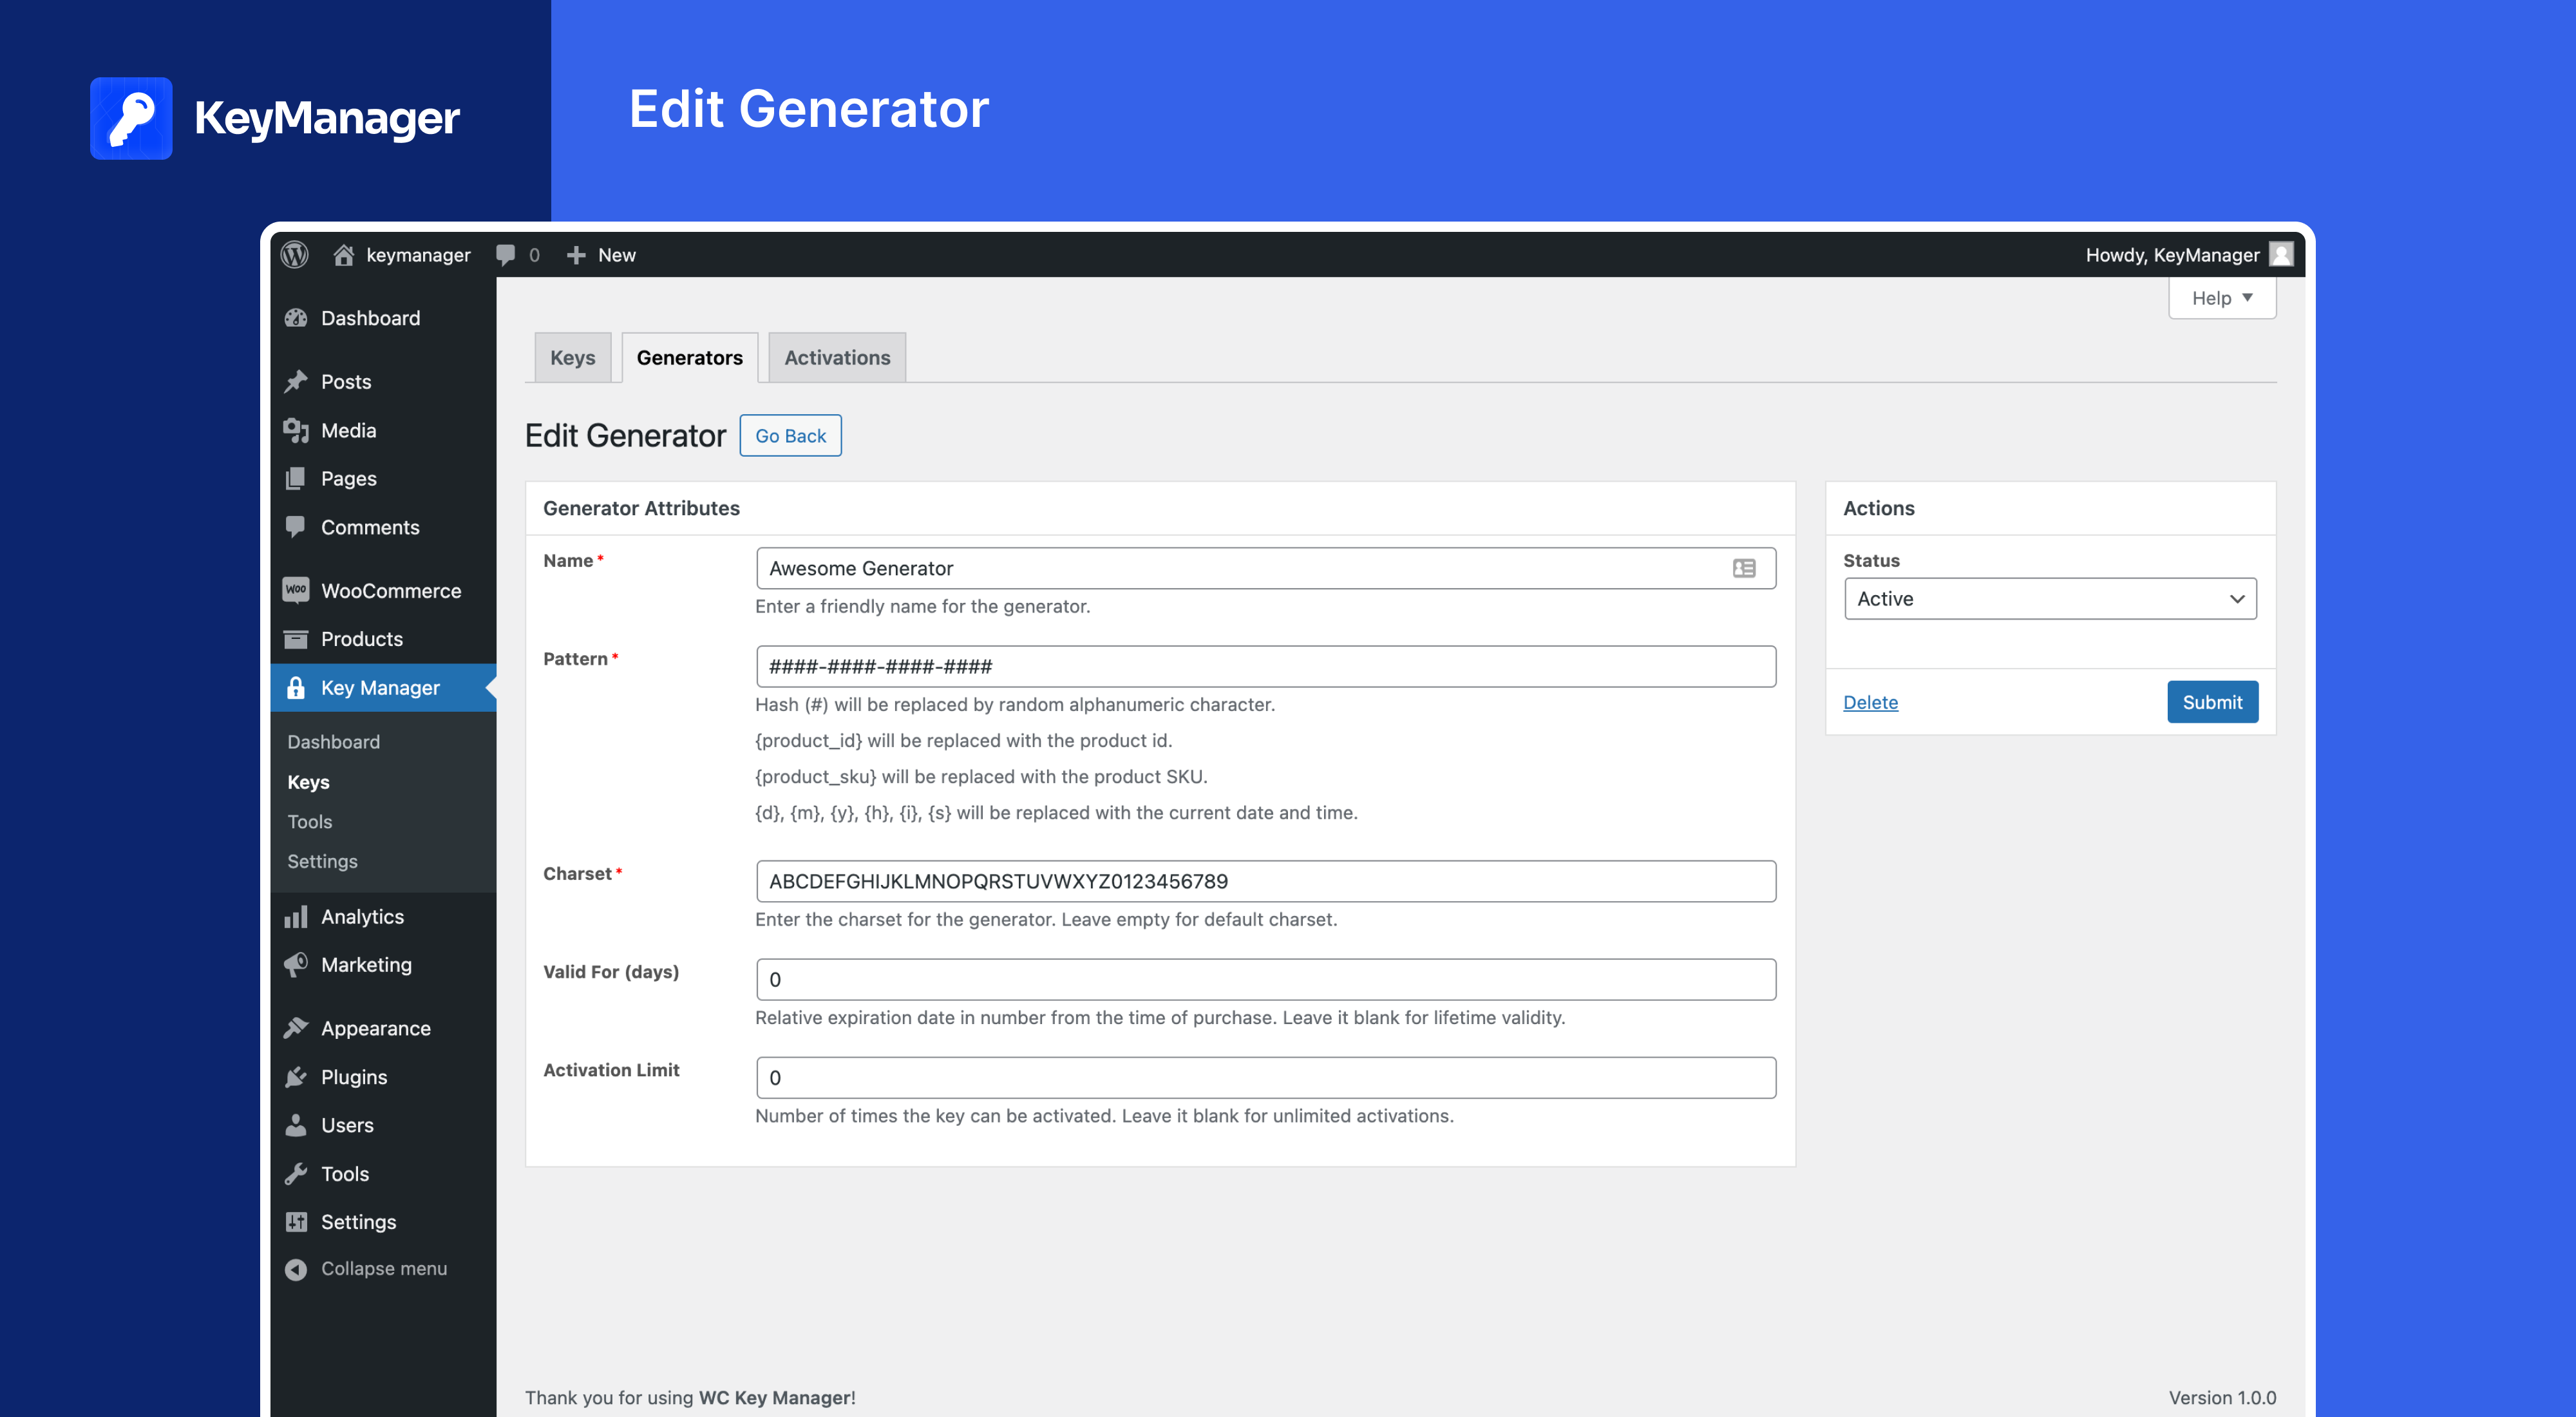 KeyManager
Edit Generator
keymanager
0
New
Howdy, KeyManager
Help
Dashboard
Posts
Media
Pages
Comments
Woo
WooCommerce
Products
Key Manager
Dashboard
Keys
Tools
Settings
Analytics
Marketing
Appearance
Plugins
Users
Tools
Settings
Collapse menu
Keys
Generators
Activations
Edit Generator
Go Back
Generator Attributes
Name *
Awesome Generator
Enter a friendly name for the generator.
Pattern *
####-####-####-####
Hash (#) will be replaced by random alphanumeric character.
{product_id} will be replaced with the product id.
{product_sku} will be replaced with the product SKU.
{d}, {m}, {y}, {h}, {i}, {s} will be replaced with the current date and time.
Charset *
ABCDEFGHIJKLMNOPQRSTUVWXYZ0123456789
Enter the charset for the generator. Leave empty for default charset.
Valid For (days)
0
Relative expiration date in number from the time of purchase. Leave it blank for lifetime validity.
Activation Limit
0
Number of times the key can be activated. Leave it blank for unlimited activations.
Actions
Status
Active
Delete
Submit
Thank you for using WC Key Manager!
Version 1.0.0